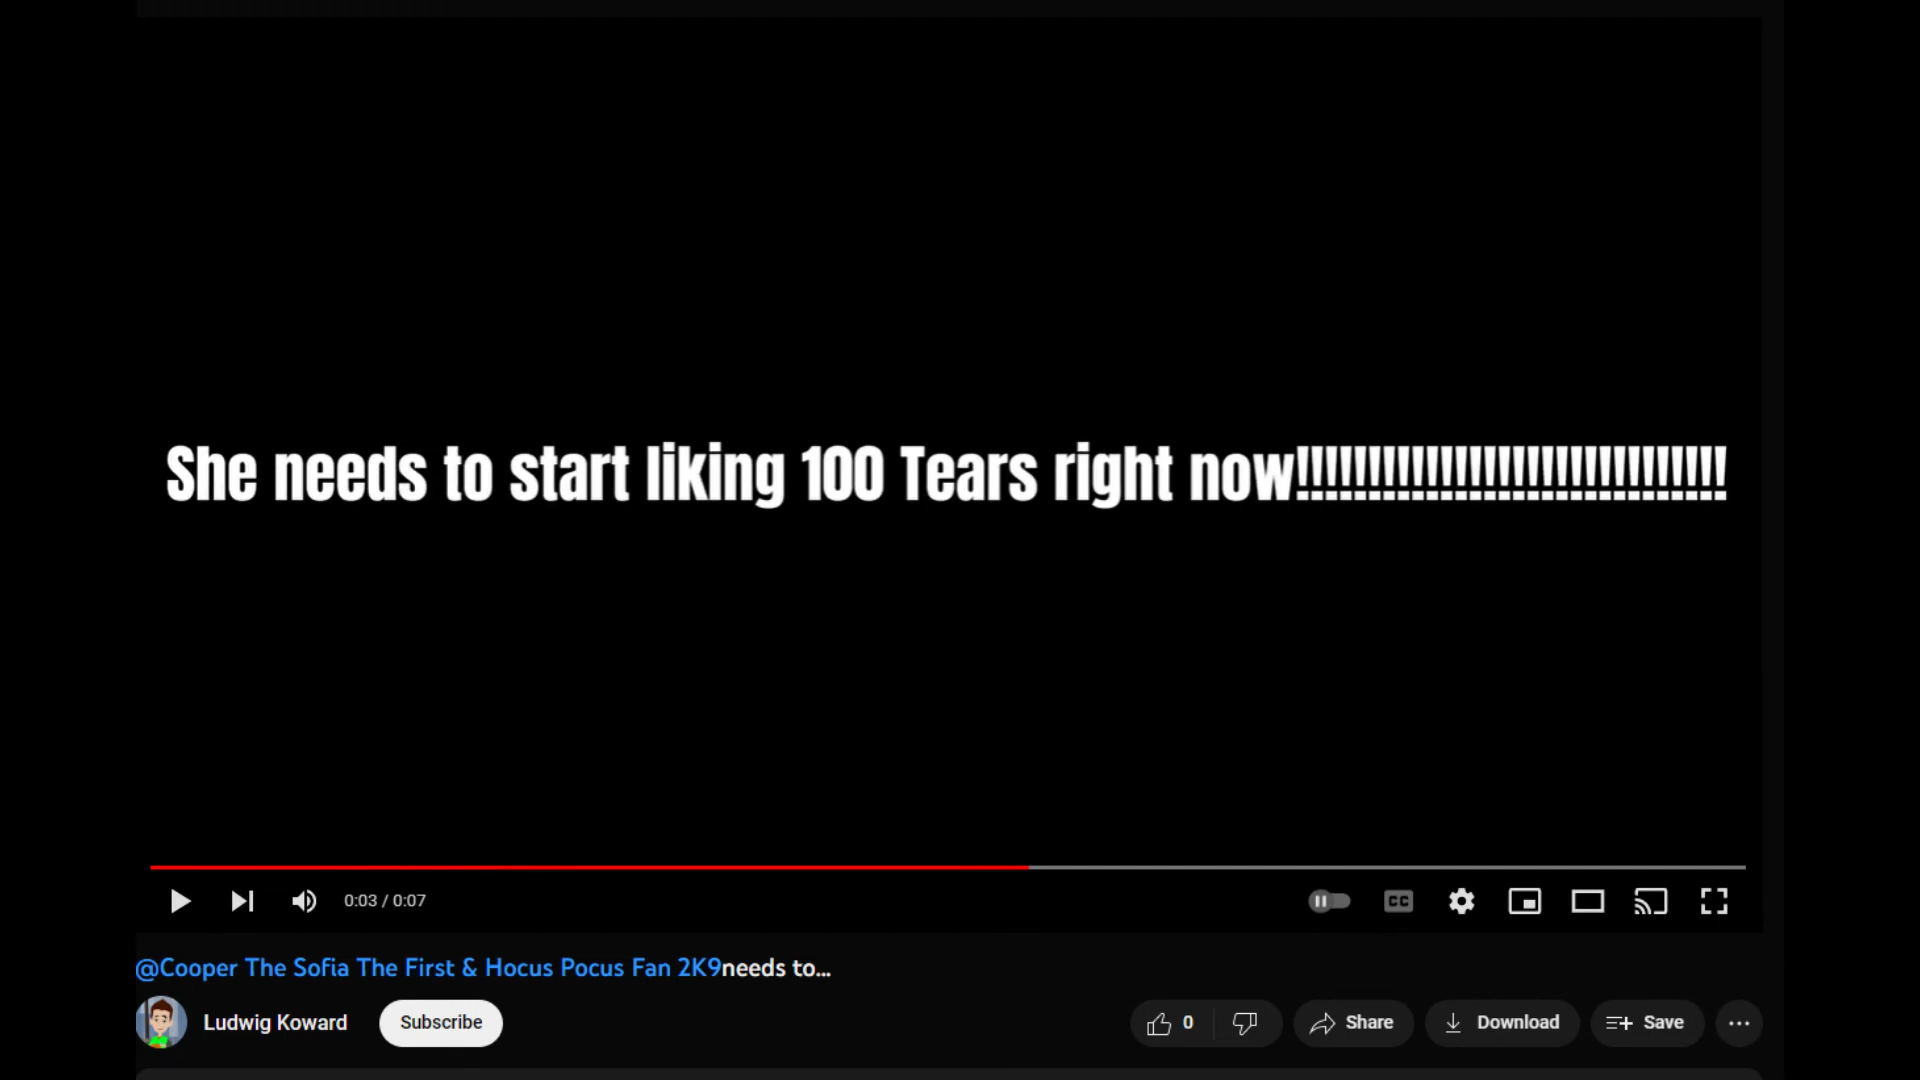 She needs to start liking 100 Tears right now!!!!!!!!!!!!!!!!!!!!!!!!!!!!!!
0:03 / 0:07
CC
@Cooper The Sofia The First & Hocus Pocus Fan 2K9needs to...
Ludwig Koward
Subscribe
0
Share
Download
Save